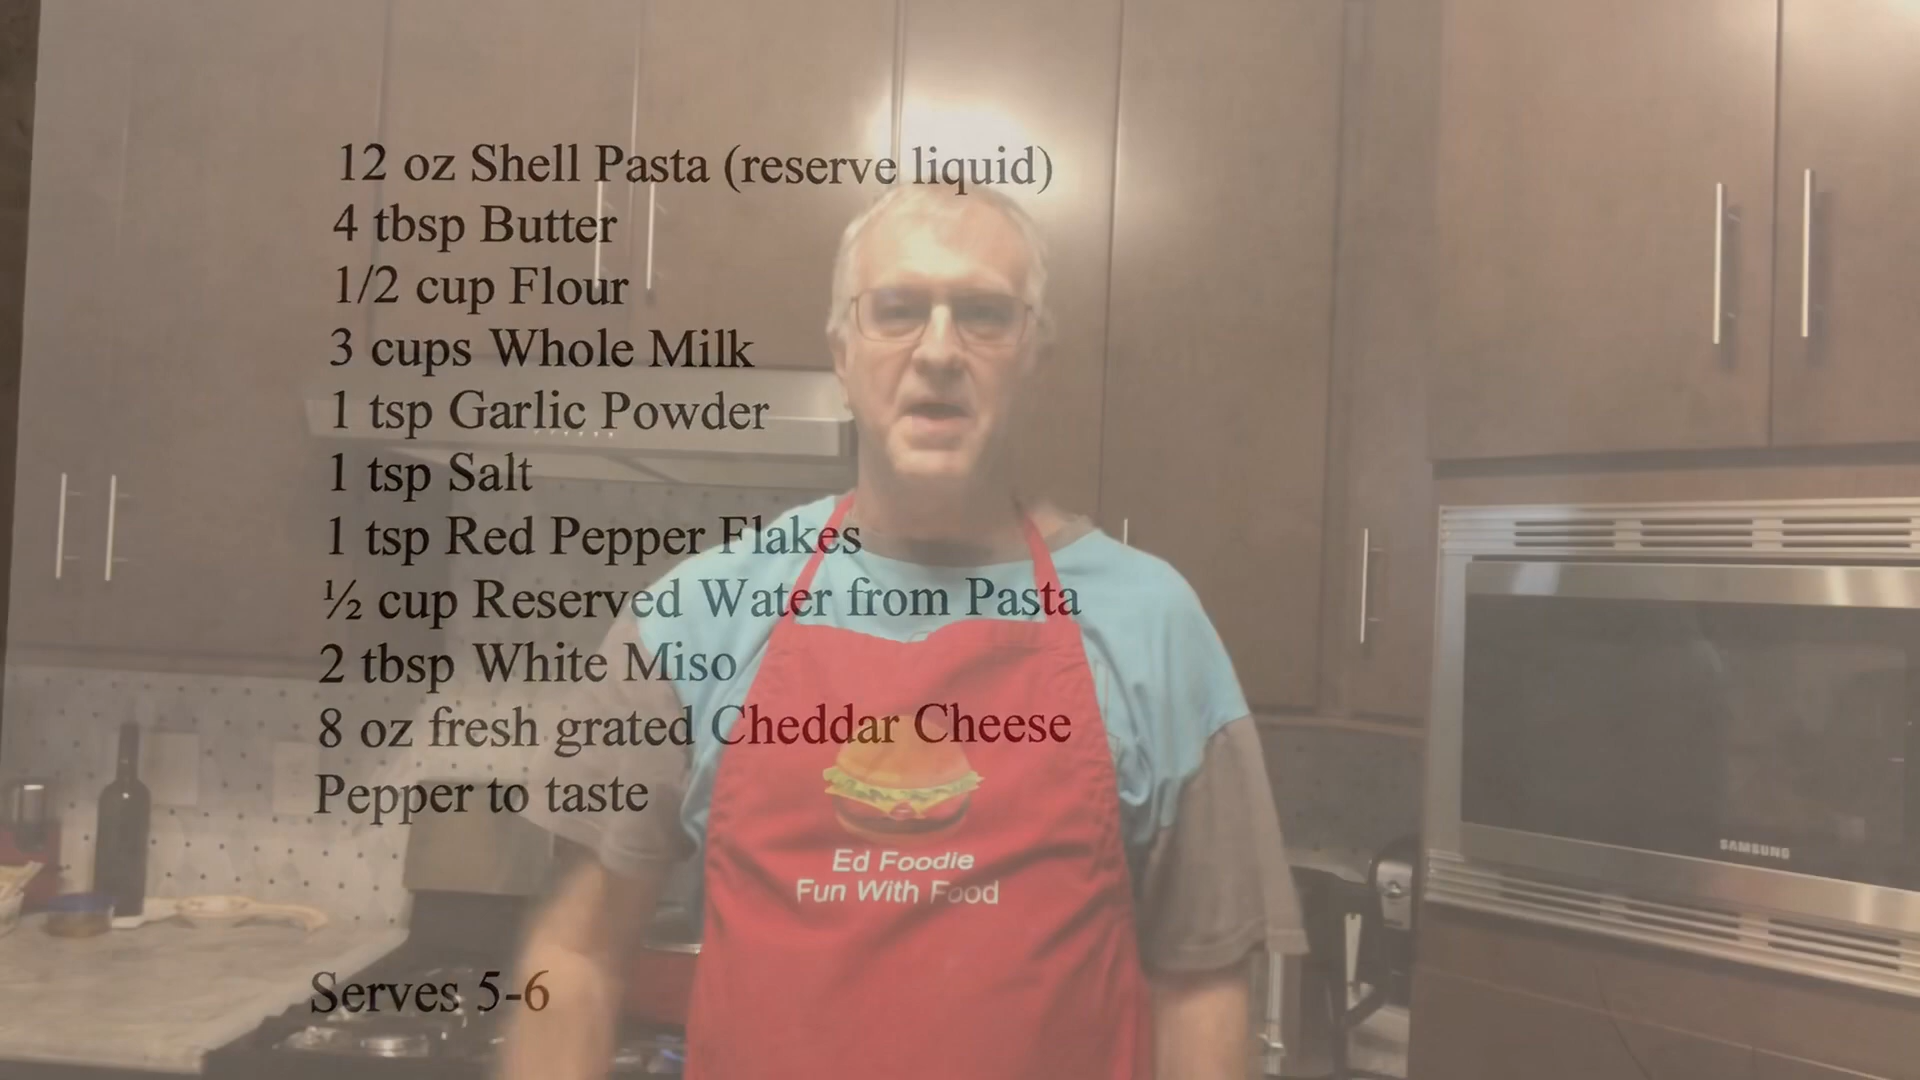 12 oz Shell Pasta (reserve liquid)
4 tbsp Butter
1/2 cup Flour
3 cups Whole Milk
1 tsp Garlic Powder
1 tsp Salt
1 tsp Red Pepper Flakes
½ cup Reserved Water from Pasta
2 tbsp White Miso
8 oz fresh grated Cheddar Cheese
Pepper to taste
Ed Foodie
Fun With Food
SAMSUNG
Serves 5-6